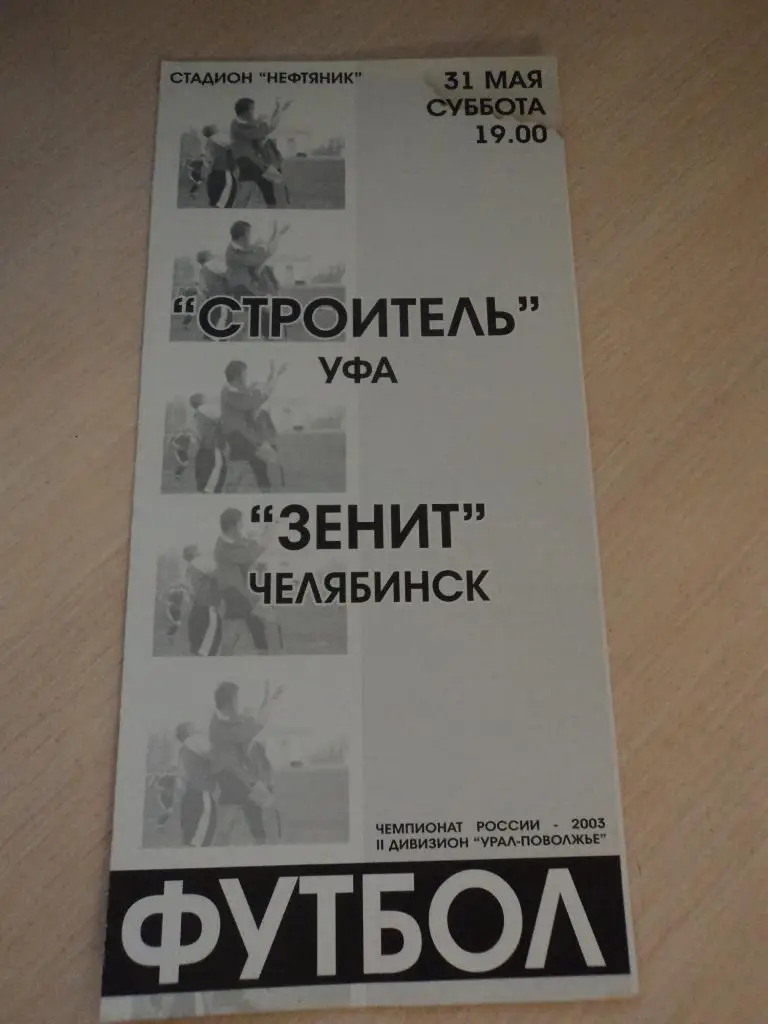 СТАДИОН "НЕФТЯНИК"
31 МАЯ
СУББОТА
19.00
"СТРОИТЕЛЬ"
УФА
"ЗЕНИТ"
ЧЕЛЯБИНСК
ЧЕМПИОНАТ РОССИИ - 2003
II ДИВИЗИОН "УРАЛ-ПОВОЛЖЬЕ"
ФУТБОЛ